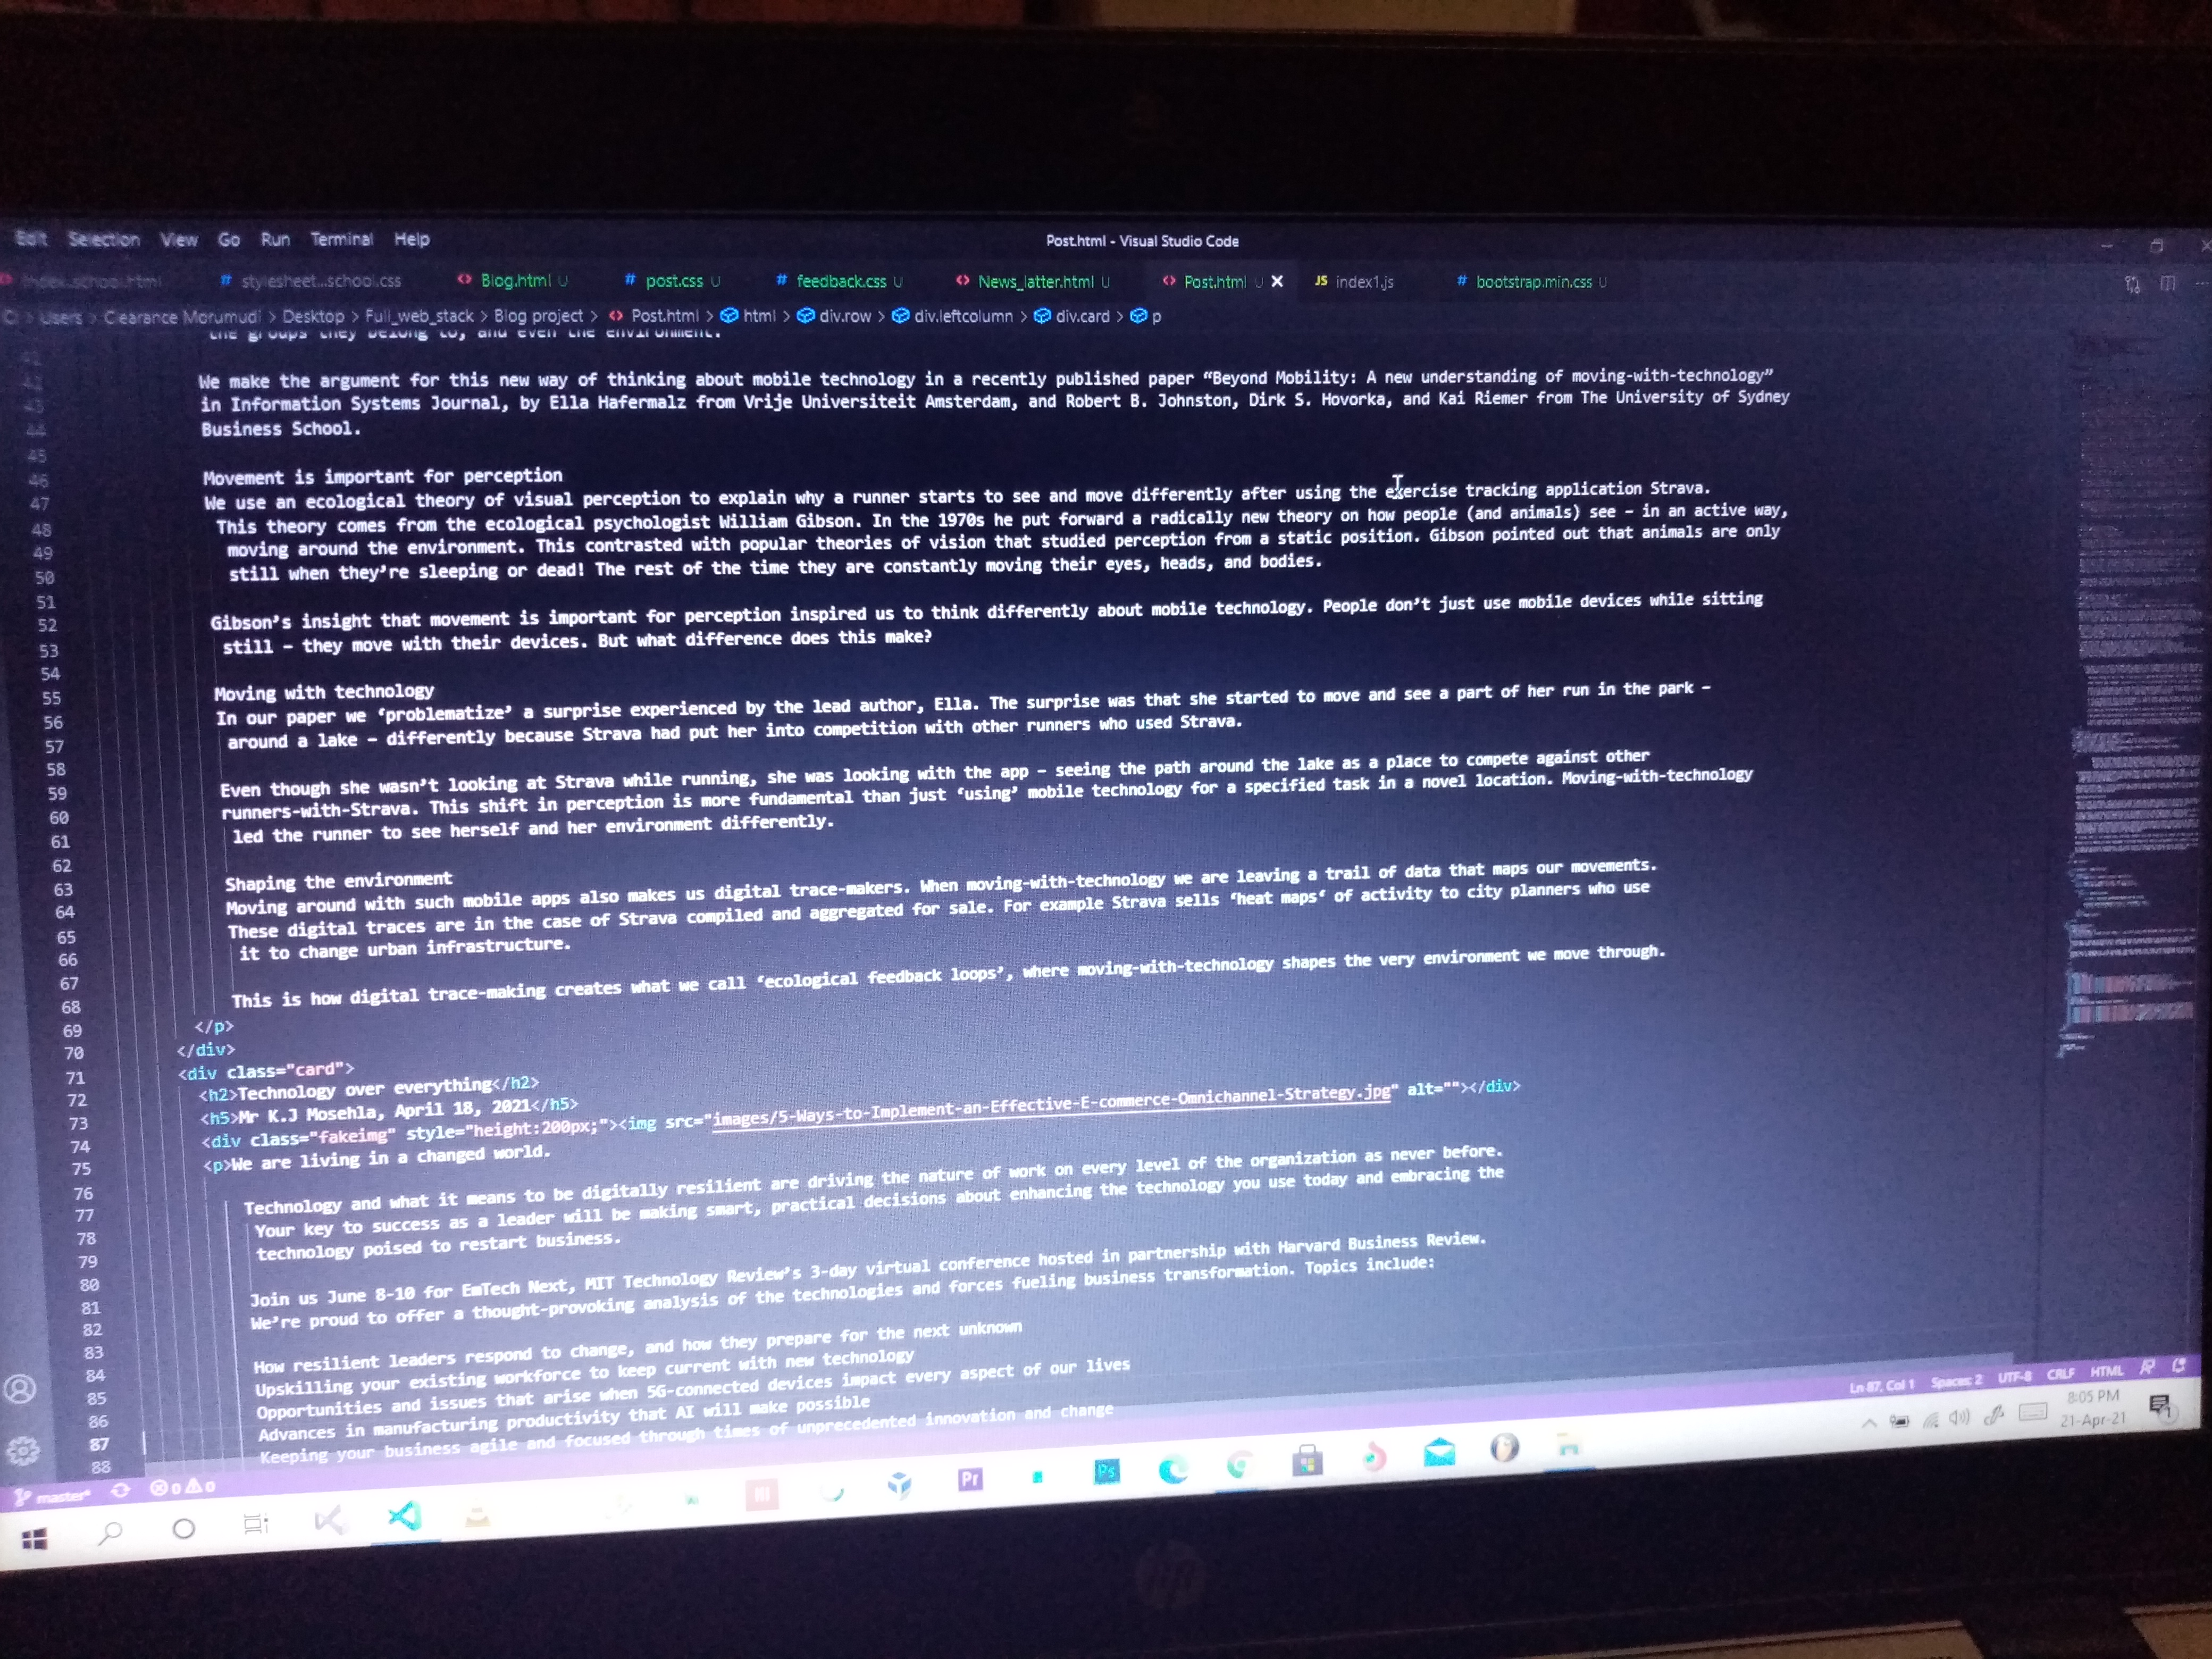 Edit Selection View Go Run Terminal Help
Post.html - Visual Studio Code
index..school.html
# stylesheet...school.css
<> Blog.html U
# post.css U
# feedback.css U
<> News_latter.html U
<> Post.html U ×
JS index1.js
# bootstrap.min.css U
C: > Users > Clearance Morumudi > Desktop > Full_web_stack > Blog project > <> Post.html > html > div.row > div.leftcolumn > div.card > p
the groups they belong to, and even the environment.
41
42 We make the argument for this new way of thinking about mobile technology in a recently published paper “Beyond Mobility: A new understanding of moving-with-technology”
43 in Information Systems Journal, by Ella Hafermalz from Vrije Universiteit Amsterdam, and Robert B. Johnston, Dirk S. Hovorka, and Kai Riemer from The University of Sydney
44 Business School.
45
46 Movement is important for perception
47 We use an ecological theory of visual perception to explain why a runner starts to see and move differently after using the exercise tracking application Strava.
48 This theory comes from the ecological psychologist William Gibson. In the 1970s he put forward a radically new theory on how people (and animals) see – in an active way,
49 moving around the environment. This contrasted with popular theories of vision that studied perception from a static position. Gibson pointed out that animals are only
50 still when they’re sleeping or dead! The rest of the time they are constantly moving their eyes, heads, and bodies.
51
52 Gibson’s insight that movement is important for perception inspired us to think differently about mobile technology. People don’t just use mobile devices while sitting
53 still – they move with their devices. But what difference does this make?
54
55 Moving with technology
56 In our paper we ‘problematize’ a surprise experienced by the lead author, Ella. The surprise was that she started to move and see a part of her run in the park –
57 around a lake – differently because Strava had put her into competition with other runners who used Strava.
58
59 Even though she wasn’t looking at Strava while running, she was looking with the app – seeing the path around the lake as a place to compete against other
60 runners-with-Strava. This shift in perception is more fundamental than just ‘using’ mobile technology for a specified task in a novel location. Moving-with-technology
61 led the runner to see herself and her environment differently.
62
63 Shaping the environment
64 Moving around with such mobile apps also makes us digital trace-makers. When moving-with-technology we are leaving a trail of data that maps our movements.
65 These digital traces are in the case of Strava compiled and aggregated for sale. For example Strava sells ‘heat maps‘ of activity to city planners who use
66 it to change urban infrastructure.
67
68 This is how digital trace-making creates what we call ‘ecological feedback loops’, where moving-with-technology shapes the very environment we move through.
69 </p>
70 </div>
71 <div class="card">
72 <h2>Technology over everything</h2>
73 <h5>Mr K.J Mosehla, April 18, 2021</h5>
74 <div class="fakeimg" style="height:200px;"><img src="images/5-Ways-to-Implement-an-Effective-E-commerce-Omnichannel-Strategy.jpg" alt=""></div>
75 <p>We are living in a changed world.
76
77 Technology and what it means to be digitally resilient are driving the nature of work on every level of the organization as never before.
78 Your key to success as a leader will be making smart, practical decisions about enhancing the technology you use today and embracing the
79 technology poised to restart business.
80
81 Join us June 8-10 for EmTech Next, MIT Technology Review’s 3-day virtual conference hosted in partnership with Harvard Business Review.
82 We’re proud to offer a thought-provoking analysis of the technologies and forces fueling business transformation. Topics include:
83
84 How resilient leaders respond to change, and how they prepare for the next unknown
85 Upskilling your existing workforce to keep current with new technology
86 Opportunities and issues that arise when 5G-connected devices impact every aspect of our lives
87 Advances in manufacturing productivity that AI will make possible
88 Keeping your business agile and focused through times of unprecedented innovation and change
master* 0 0
Ln 87, Col 1 Spaces: 2 UTF-8 CRLF HTML
Pr
Ps
8:05 PM
21-Apr-21
1
hp